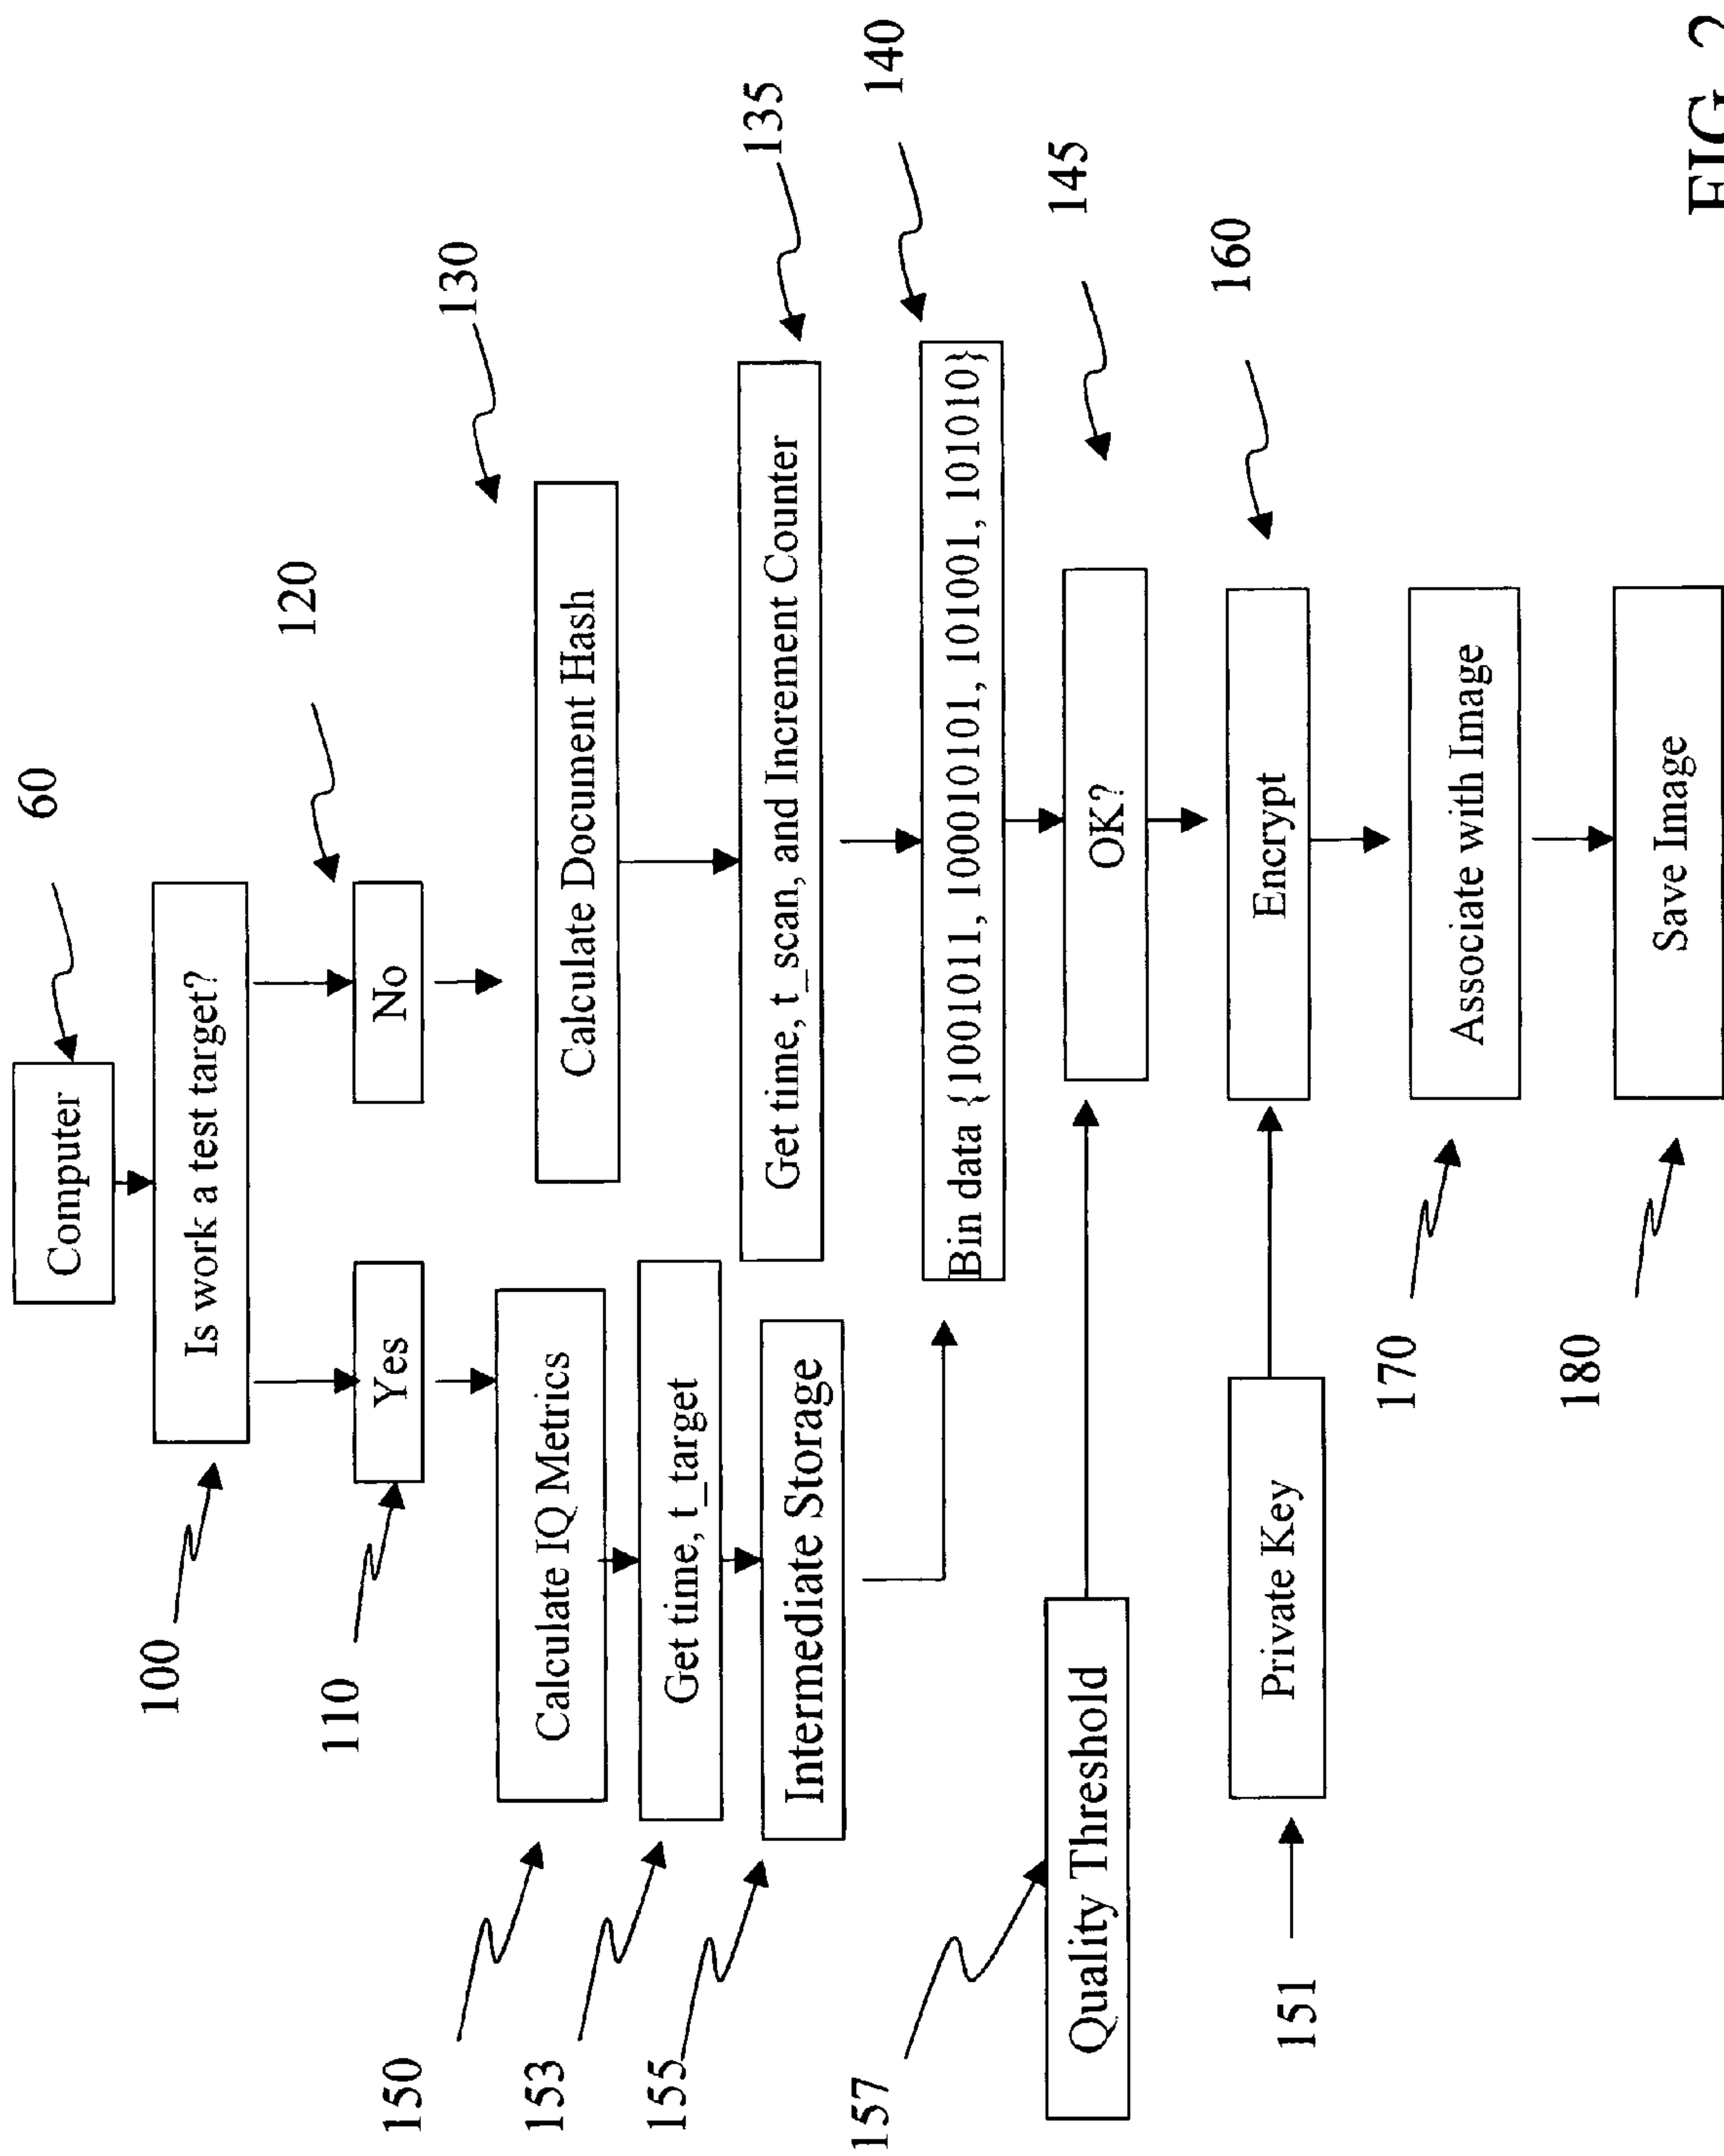 60
Computer
100
Is work a test target?
120
110
Yes
No
130
150
Calculate IQ Metrics
Calculate Document Hash
153
Get time, t_target
135
155
Intermediate Storage
Get time, t_scan, and Increment Counter
140
Bin data {1001011, 100010101, 101001, 101010}
157
145
Quality Threshold
OK?
160
151
Private Key
Encrypt
170
Associate with Image
180
Save Image
FIG. 2